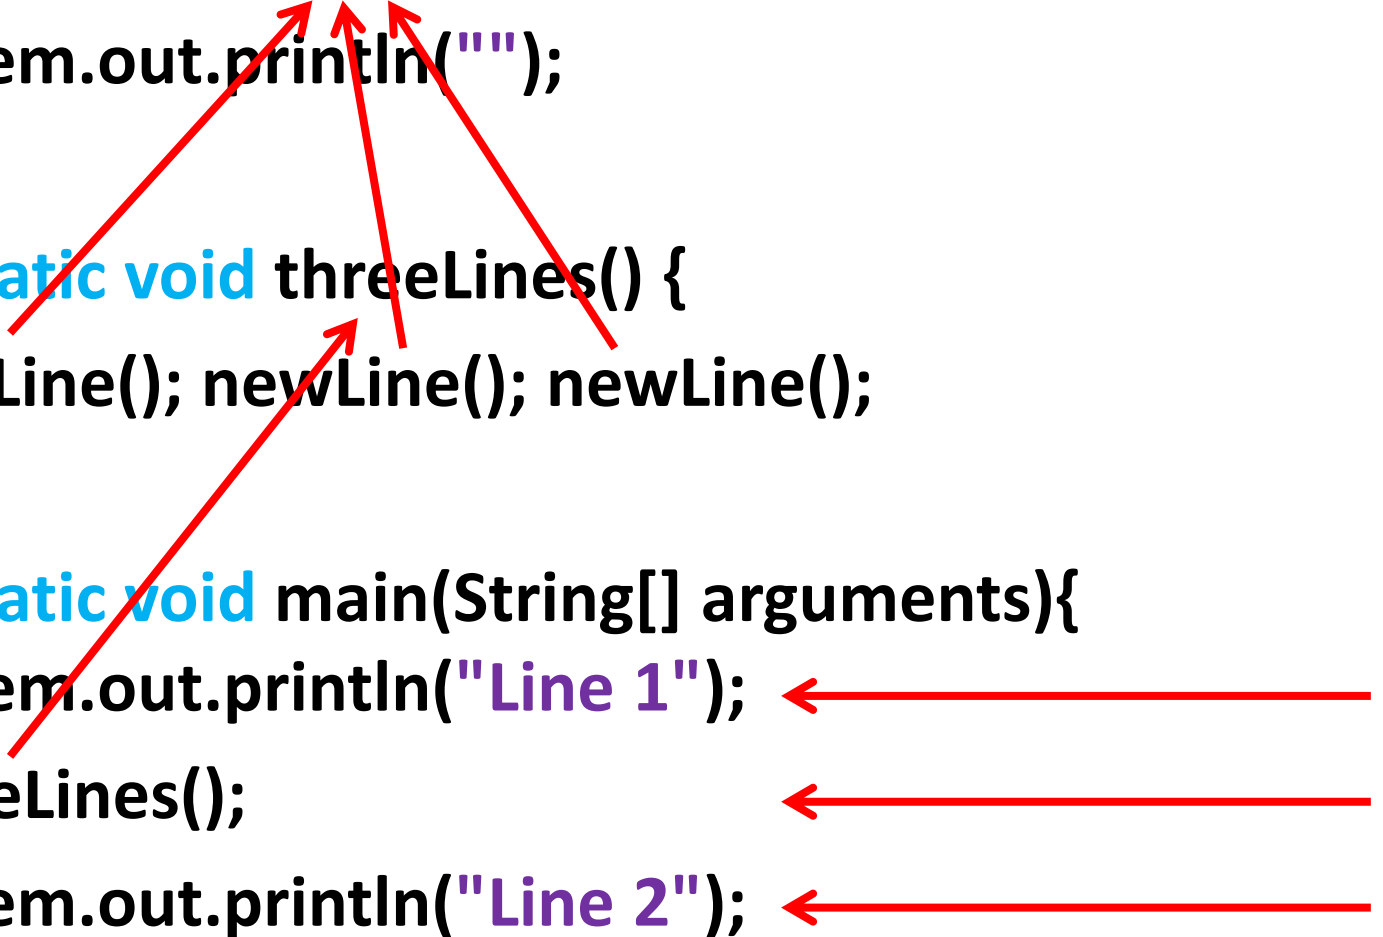 em.out.println("");
atic void threeLines() {
Line(); newLine(); newLine();
atic void main(String[] arguments){
em.out.println("Line 1");
eLines();
em.out.println("Line 2");